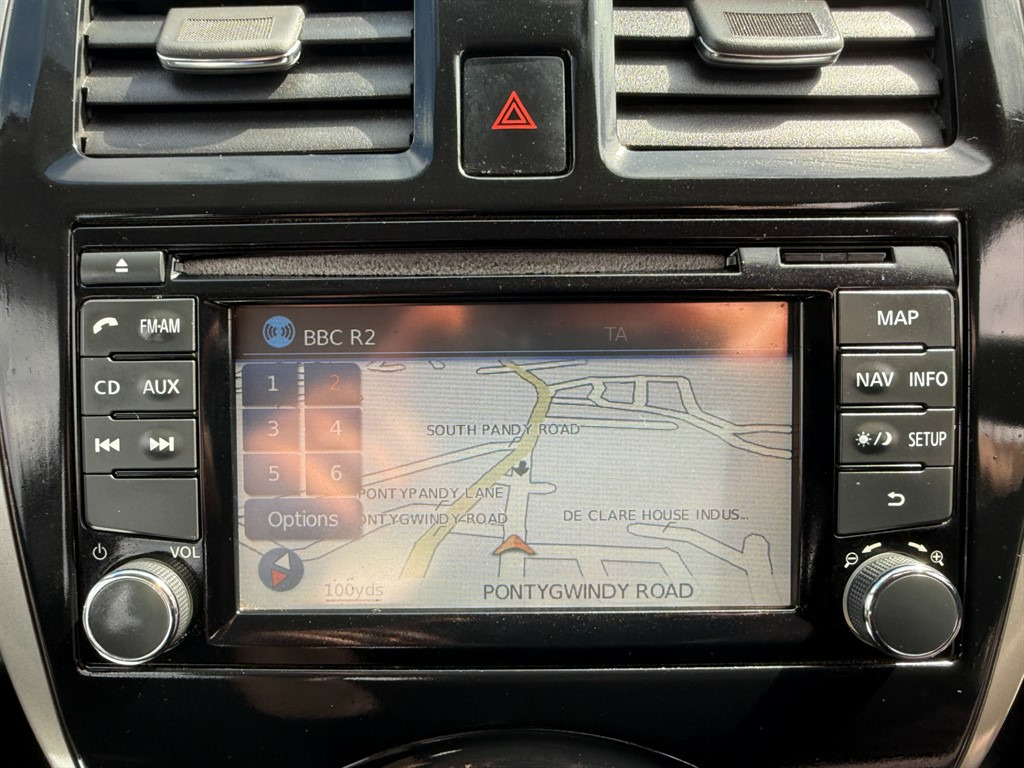 FM-AM
CD AUX
VOL
BBC R2
TA
1 2
3 4
5 6
Options
SOUTH PANDY ROAD
PONTYPANDY LANE
ONTYGWINDY ROAD
DE CLARE HOUSE INDUS...
100yds
PONTYGWINDY ROAD
MAP
NAV INFO
SETUP